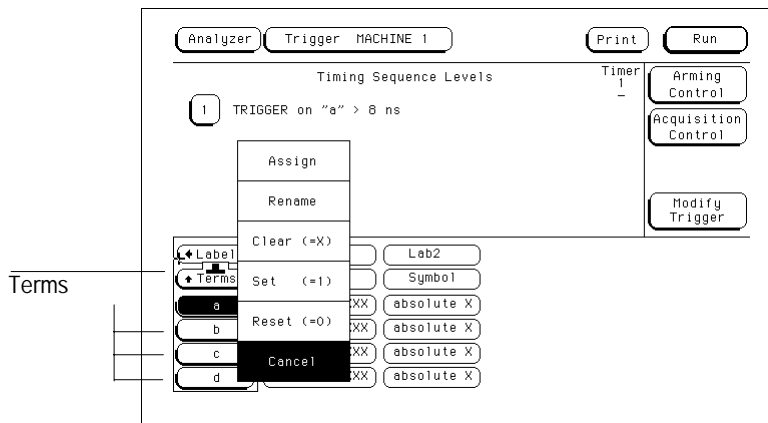 Analyzer Trigger MACHINE 1 Print Run
Timing Sequence Levels
Timer
1
–
Arming
Control
1 TRIGGER on "a" > 8 ns
Acquisition
Control
Modify
Trigger
Assign
Rename
Clear (=X)
Set (=1)
Reset (=0)
Cancel
Label Lab2
Terms Symbol
a XX absolute X
b XX absolute X
c XX absolute X
d XX absolute X
Terms